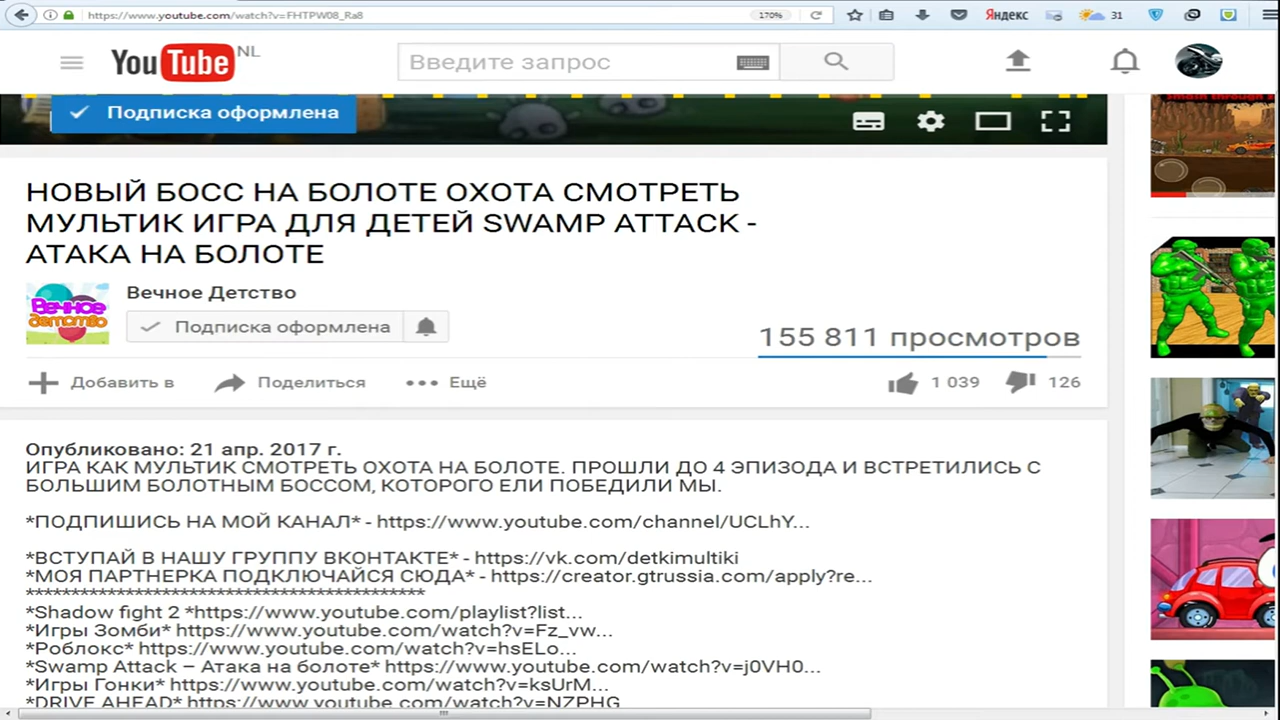 https://www.youtube.com/watch?v=FHTPW08_Ra8
170%
Яндекс
31
YouTube NL
Введите запрос
Подписка оформлена
НОВЫЙ БОСС НА БОЛОТЕ ОХОТА СМОТРЕТЬ
МУЛЬТИК ИГРА ДЛЯ ДЕТЕЙ SWAMP ATTACK -
АТАКА НА БОЛОТЕ
Вечное Детство
Вечное
детство
Подписка оформлена
155 811 просмотров
Добавить в
Поделиться
Ещё
1 039
126
Опубликовано: 21 апр. 2017 г.
ИГРА КАК МУЛЬТИК СМОТРЕТЬ ОХОТА НА БОЛОТЕ. ПРОШЛИ ДО 4 ЭПИЗОДА И ВСТРЕТИЛИСЬ С
БОЛЬШИМ БОЛОТНЫМ БОССОМ, КОТОРОГО ЕЛИ ПОБЕДИЛИ МЫ.
*ПОДПИШИСЬ НА МОЙ КАНАЛ* - https://www.youtube.com/channel/UCLhY...
*ВСТУПАЙ В НАШУ ГРУППУ ВКОНТАКТЕ* - https://vk.com/detkimultiki
*МОЯ ПАРТНЕРКА ПОДКЛЮЧАЙСЯ СЮДА* - https://creator.gtrussia.com/apply?re...
******************************************
*Shadow fight 2 *https://www.youtube.com/playlist?list...
*Игры Зомби* https://www.youtube.com/watch?v=Fz_vw...
*Роблокс* https://www.youtube.com/watch?v=hsELo...
*Swamp Attack – Атака на болоте* https://www.youtube.com/watch?v=j0VH0...
*Игры Гонки* https://www.youtube.com/watch?v=ksUrM...
*DRIVE AHEAD* https://www.youtube.com/watch?v=NZPHG